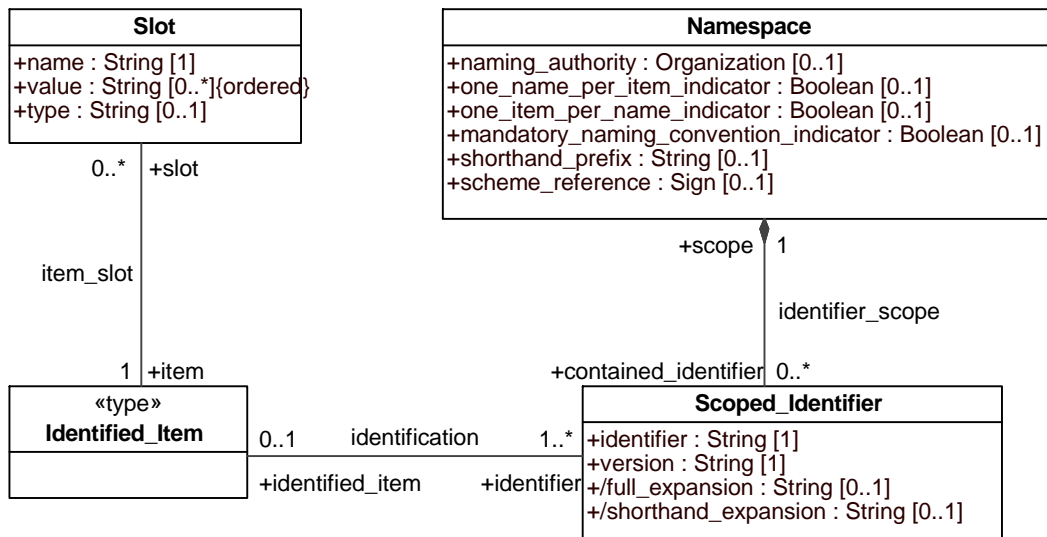 Slot
+name : String [1]
+value : String [0..*]{ordered}
+type : String [0..1]
Namespace
+naming_authority : Organization [0..1]
+one_name_per_item_indicator : Boolean [0..1]
+one_item_per_name_indicator : Boolean [0..1]
+mandatory_naming_convention_indicator : Boolean [0..1]
+shorthand_prefix : String [0..1]
+scheme_reference : Sign [0..1]
0..* +slot
+scope 1
item_slot
identifier_scope
1 +item
+contained_identifier 0..*
«type»
Identified_Item
0..1 identification 1..*
+identified_item +identifier
Scoped_Identifier
+identifier : String [1]
+version : String [1]
+/full_expansion : String [0..1]
+/shorthand_expansion : String [0..1]